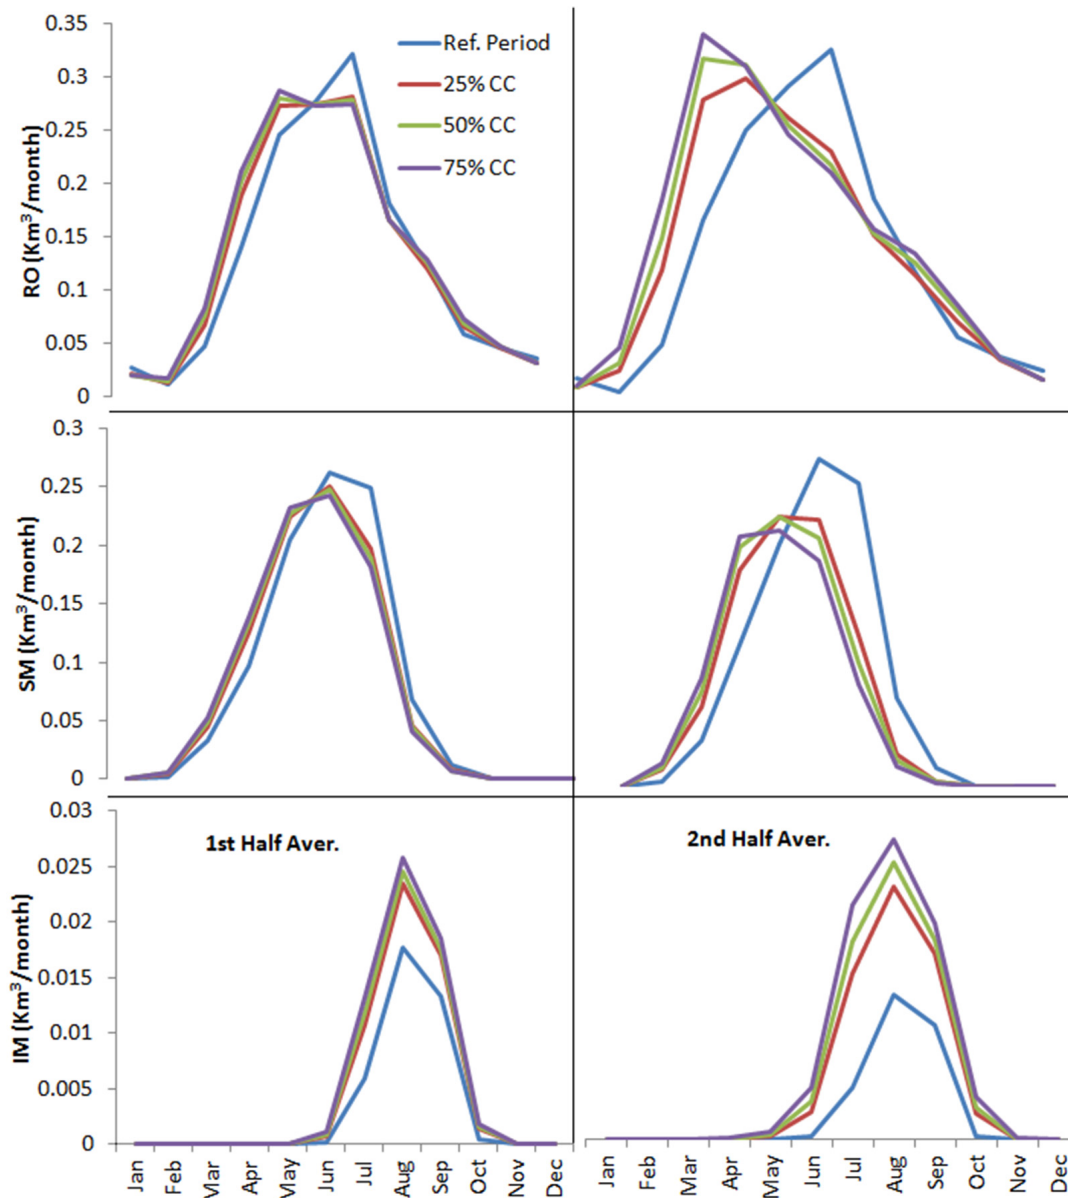 RO (Km³/month)
0.35
0.3
0.25
0.2
0.15
0.1
0.05
0
Ref. Period
25% CC
50% CC
75% CC
SM (Km³/month)
0.3
0.25
0.2
0.15
0.1
0.05
0
IM (Km³/month)
0.03
0.025
0.02
0.015
0.01
0.005
0
1st Half Aver.
2nd Half Aver.
Jan Feb Mar Apr May Jun Jul Aug Sep Oct Nov Dec
Jan Feb Mar Apr May Jun Jul Aug Sep Oct Nov Dec